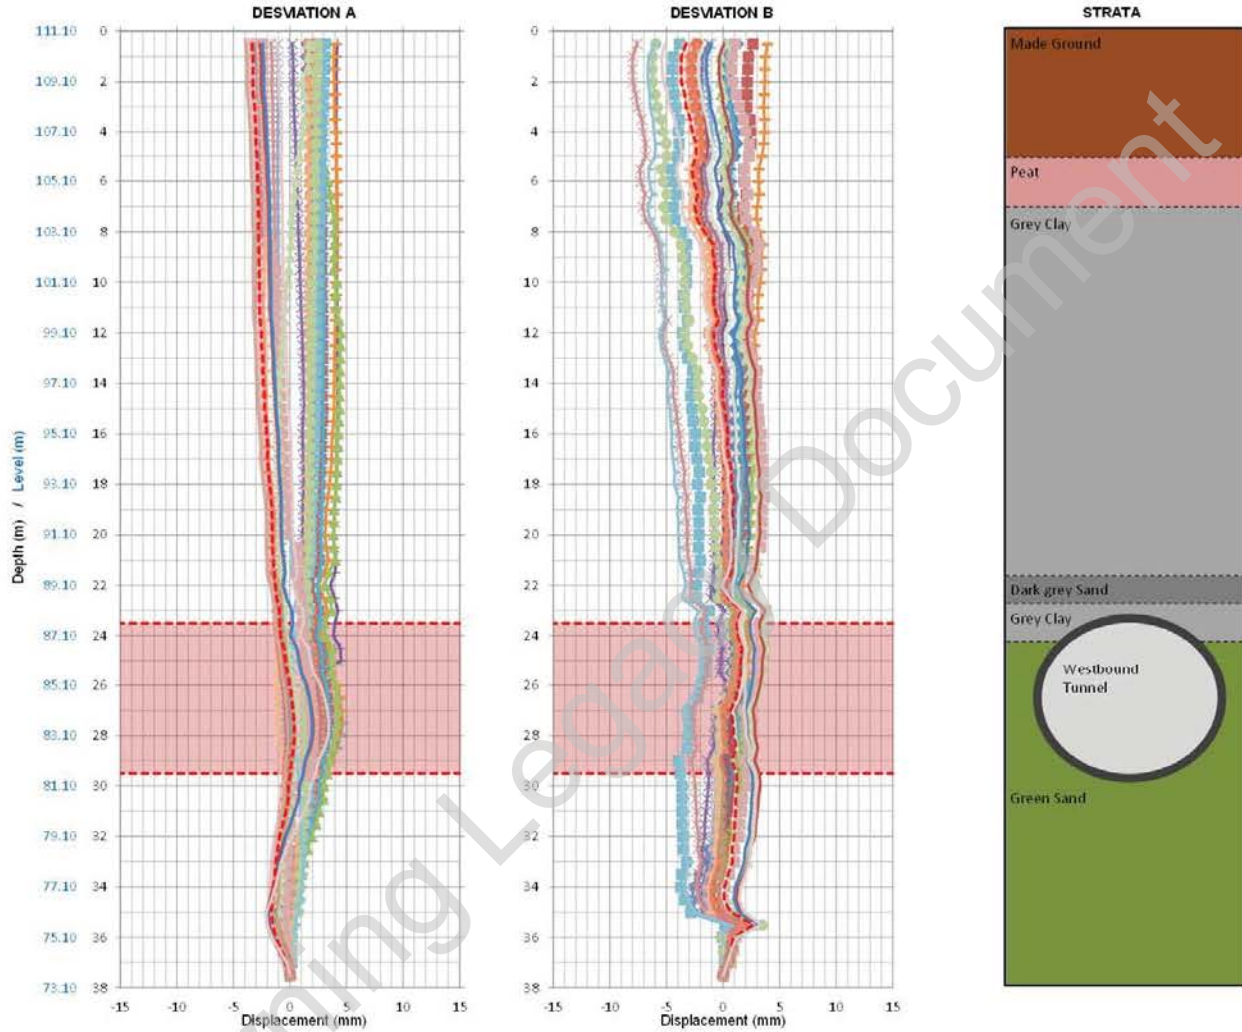 DESVIATION A
DESVIATION B
STRATA
111.10 0
109.10 2
107.10 4
105.10 6
103.10 8
101.10 10
99.10 12
97.10 14
95.10 16
93.10 18
91.10 20
89.10 22
87.10 24
85.10 26
83.10 28
81.10 30
79.10 32
77.10 34
75.10 36
73.10 38
Depth (m) / Level (m)
-15 -10 -5 0 5 10 15
Displacement (mm)
0
2
4
6
8
10
12
14
16
18
20
22
24
26
28
30
32
34
36
38
-15 -10 -5 0 5 10 15
Displacement (mm)
Made Ground
Peat
Grey Clay
Dark grey Sand
Grey Clay
Westbound
Tunnel
Green Sand
ning Legacy Document